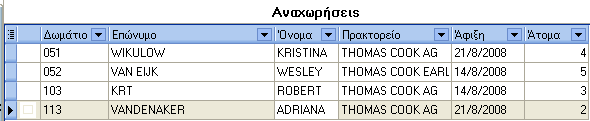 Αναχωρήσεις
Δωμάτιο Επώνυμο Όνομα Πρακτορείο Άφιξη Άτομα
051 WIKULOW KRISTINA THOMAS COOK AG 21/8/2008 4
052 VAN EIJK WESLEY THOMAS COOK EARL 14/8/2008 5
103 KRT ROBERT THOMAS COOK AG 14/8/2008 3
113 VANDENAKER ADRIANA THOMAS COOK AG 21/8/2008 2